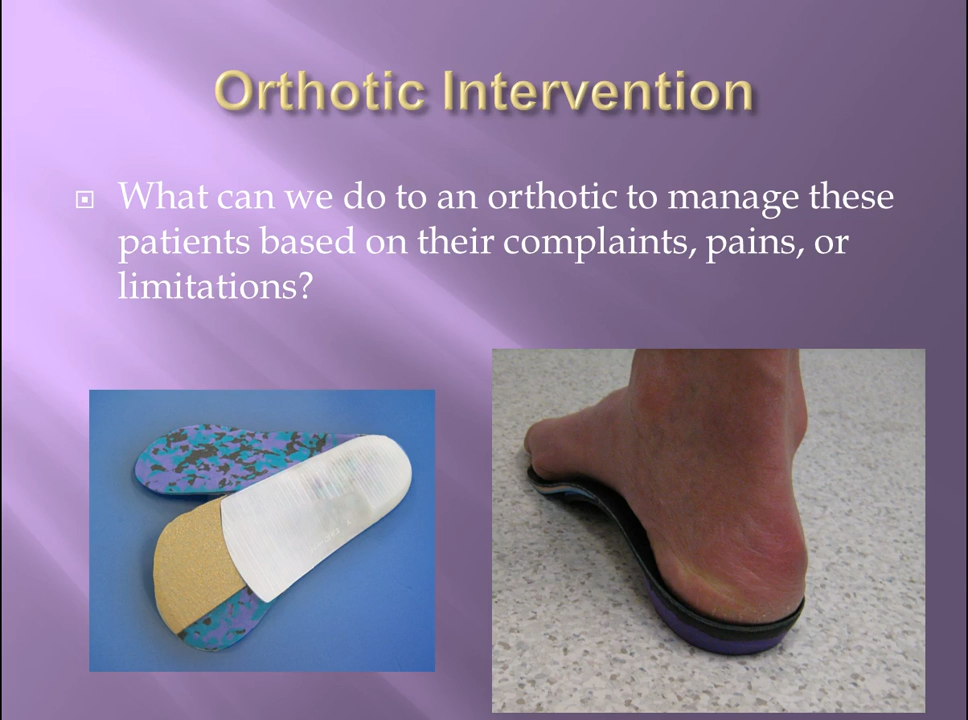 Orthotic Intervention
What can we do to an orthotic to manage these
patients based on their complaints, pains, or
limitations?